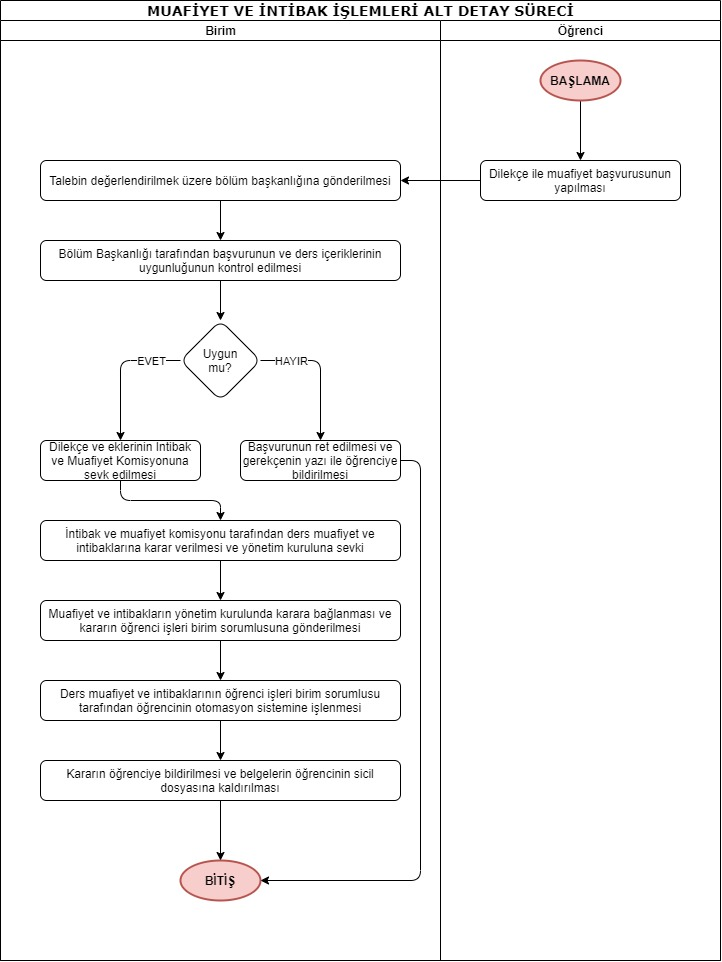 MUAFİYET VE İNTİBAK İŞLEMLERİ ALT DETAY SÜRECİ
Birim
Öğrenci
BAŞLAMA
Dilekçe ile muafiyet başvurusunun
yapılması
Talebin değerlendirilmek üzere bölüm başkanlığına gönderilmesi
Bölüm Başkanlığı tarafından başvurunun ve ders içeriklerinin
uygunluğunun kontrol edilmesi
Uygun
mu?
EVET
HAYIR
Dilekçe ve eklerinin İntibak
ve Muafiyet Komisyonuna
sevk edilmesi
Başvurunun ret edilmesi ve
gerekçenin yazı ile öğrenciye
bildirilmesi
İntibak ve muafiyet komisyonu tarafından ders muafiyet ve
intibaklarına karar verilmesi ve yönetim kuruluna sevki
Muafiyet ve intibakların yönetim kurulunda karara bağlanması ve
kararın öğrenci işleri birim sorumlusuna gönderilmesi
Ders muafiyet ve intibaklarının öğrenci işleri birim sorumlusu
tarafından öğrencinin otomasyon sistemine işlenmesi
Kararın öğrenciye bildirilmesi ve belgelerin öğrencinin sicil
dosyasına kaldırılması
BİTİŞ